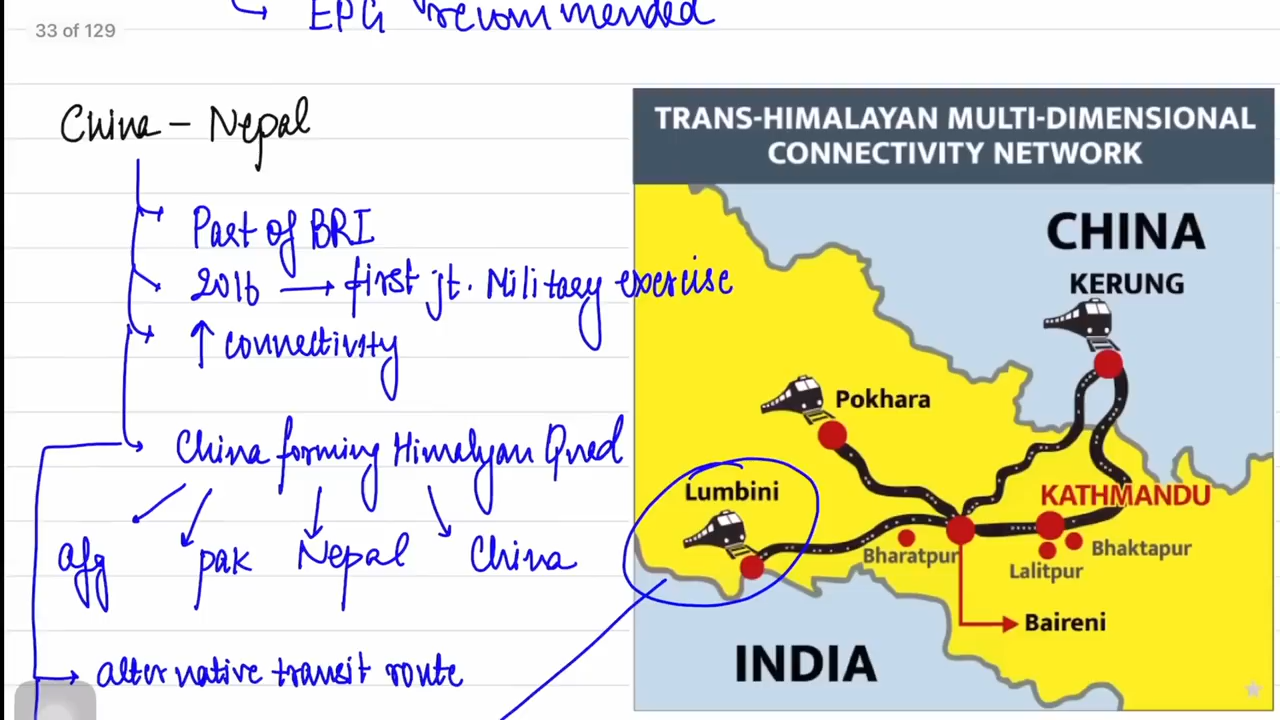 EPG recommended
33 of 129
China - Nepal
Part of BRI
2016 → first jt. Military exercise
↑ connectivity
China forming Himalyan Quad
afg pak Nepal China
alternative transit route
TRANS-HIMALAYAN MULTI-DIMENSIONAL
CONNECTIVITY NETWORK
CHINA
KERUNG
Pokhara
Lumbini
KATHMANDU
Bharatpur
Bhaktapur
Lalitpur
Baireni
INDIA